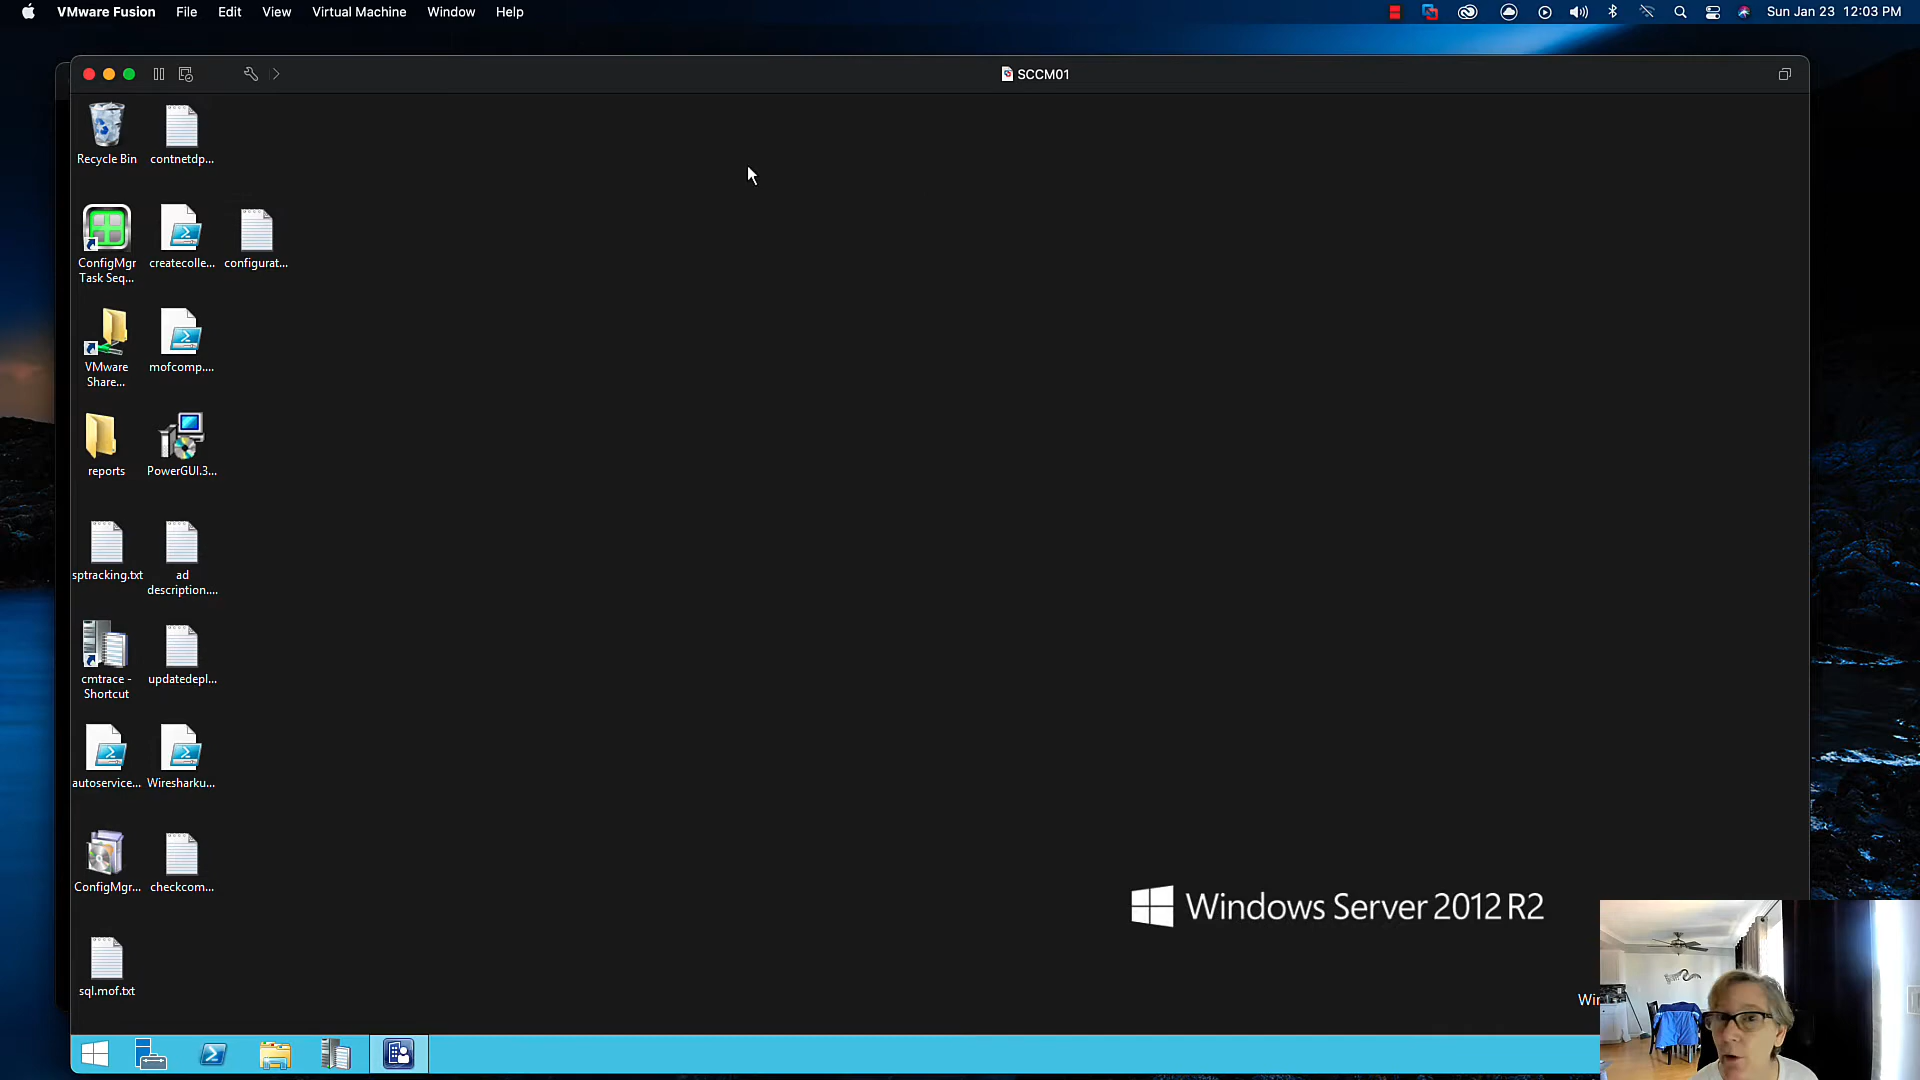 VMware Fusion File Edit View Virtual Machine Window Help
Sun Jan 23 12:03 PM
SCCM01
Recycle Bin
contnetdp...
ConfigMgr
Task Seq...
createcolle...
configurat...
VMware
Share...
mofcomp....
reports
PowerGUI.3...
sptracking.txt
ad
description....
cmtrace -
Shortcut
updatedepl...
autoservice...
Wiresharku...
ConfigMgr...
checkcom...
sql.mof.txt
Windows Server 2012 R2